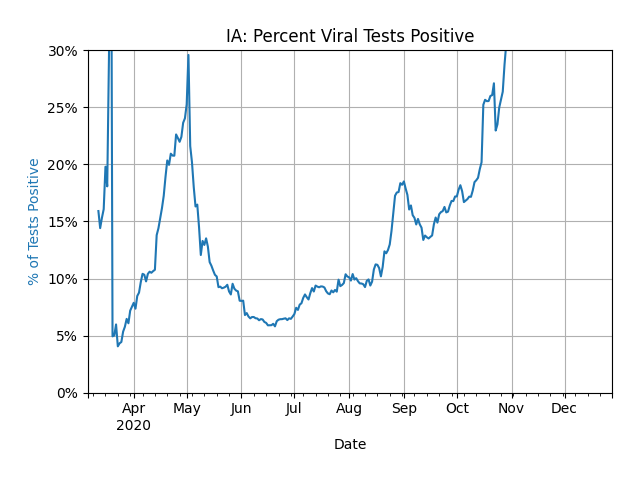 IA: Percent Viral Tests Positive
30%
25%
20%
15%
10%
5%
0%
% of Tests Positive
Apr May Jun Jul Aug Sep Oct Nov Dec
2020
Date